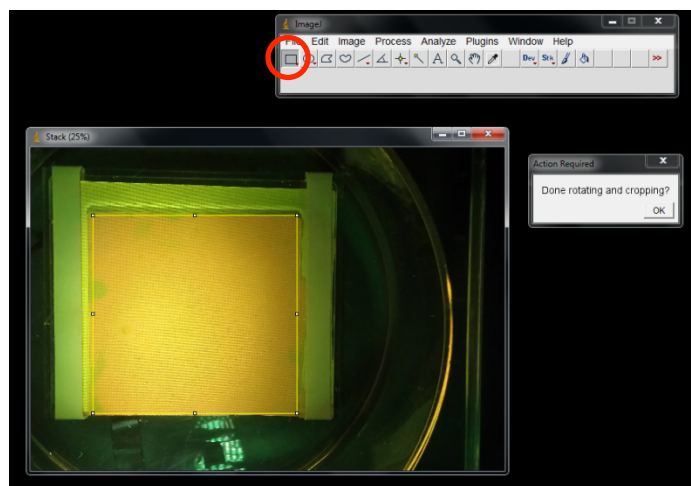 ImageJ
File Edit Image Process Analyze Plugins Window Help
A Dev Stk >>
Stack (25%)
Action Required
Done rotating and cropping?
OK